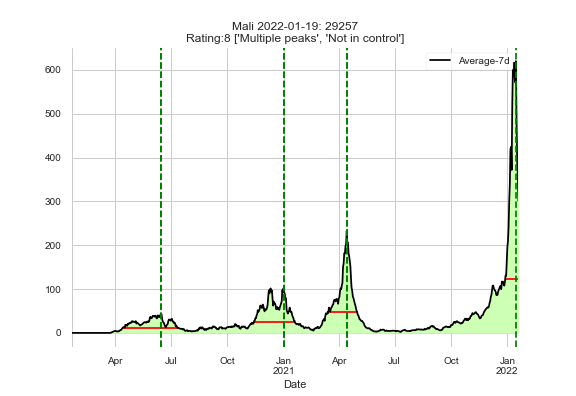 Mali 2022-01-19: 29257
Rating:8 ['Multiple peaks', 'Not in control']
Average-7d
600
500
400
300
200
100
0
Apr
Jul
Oct
Jan
2021
Apr
Jul
Oct
Jan
2022
Date